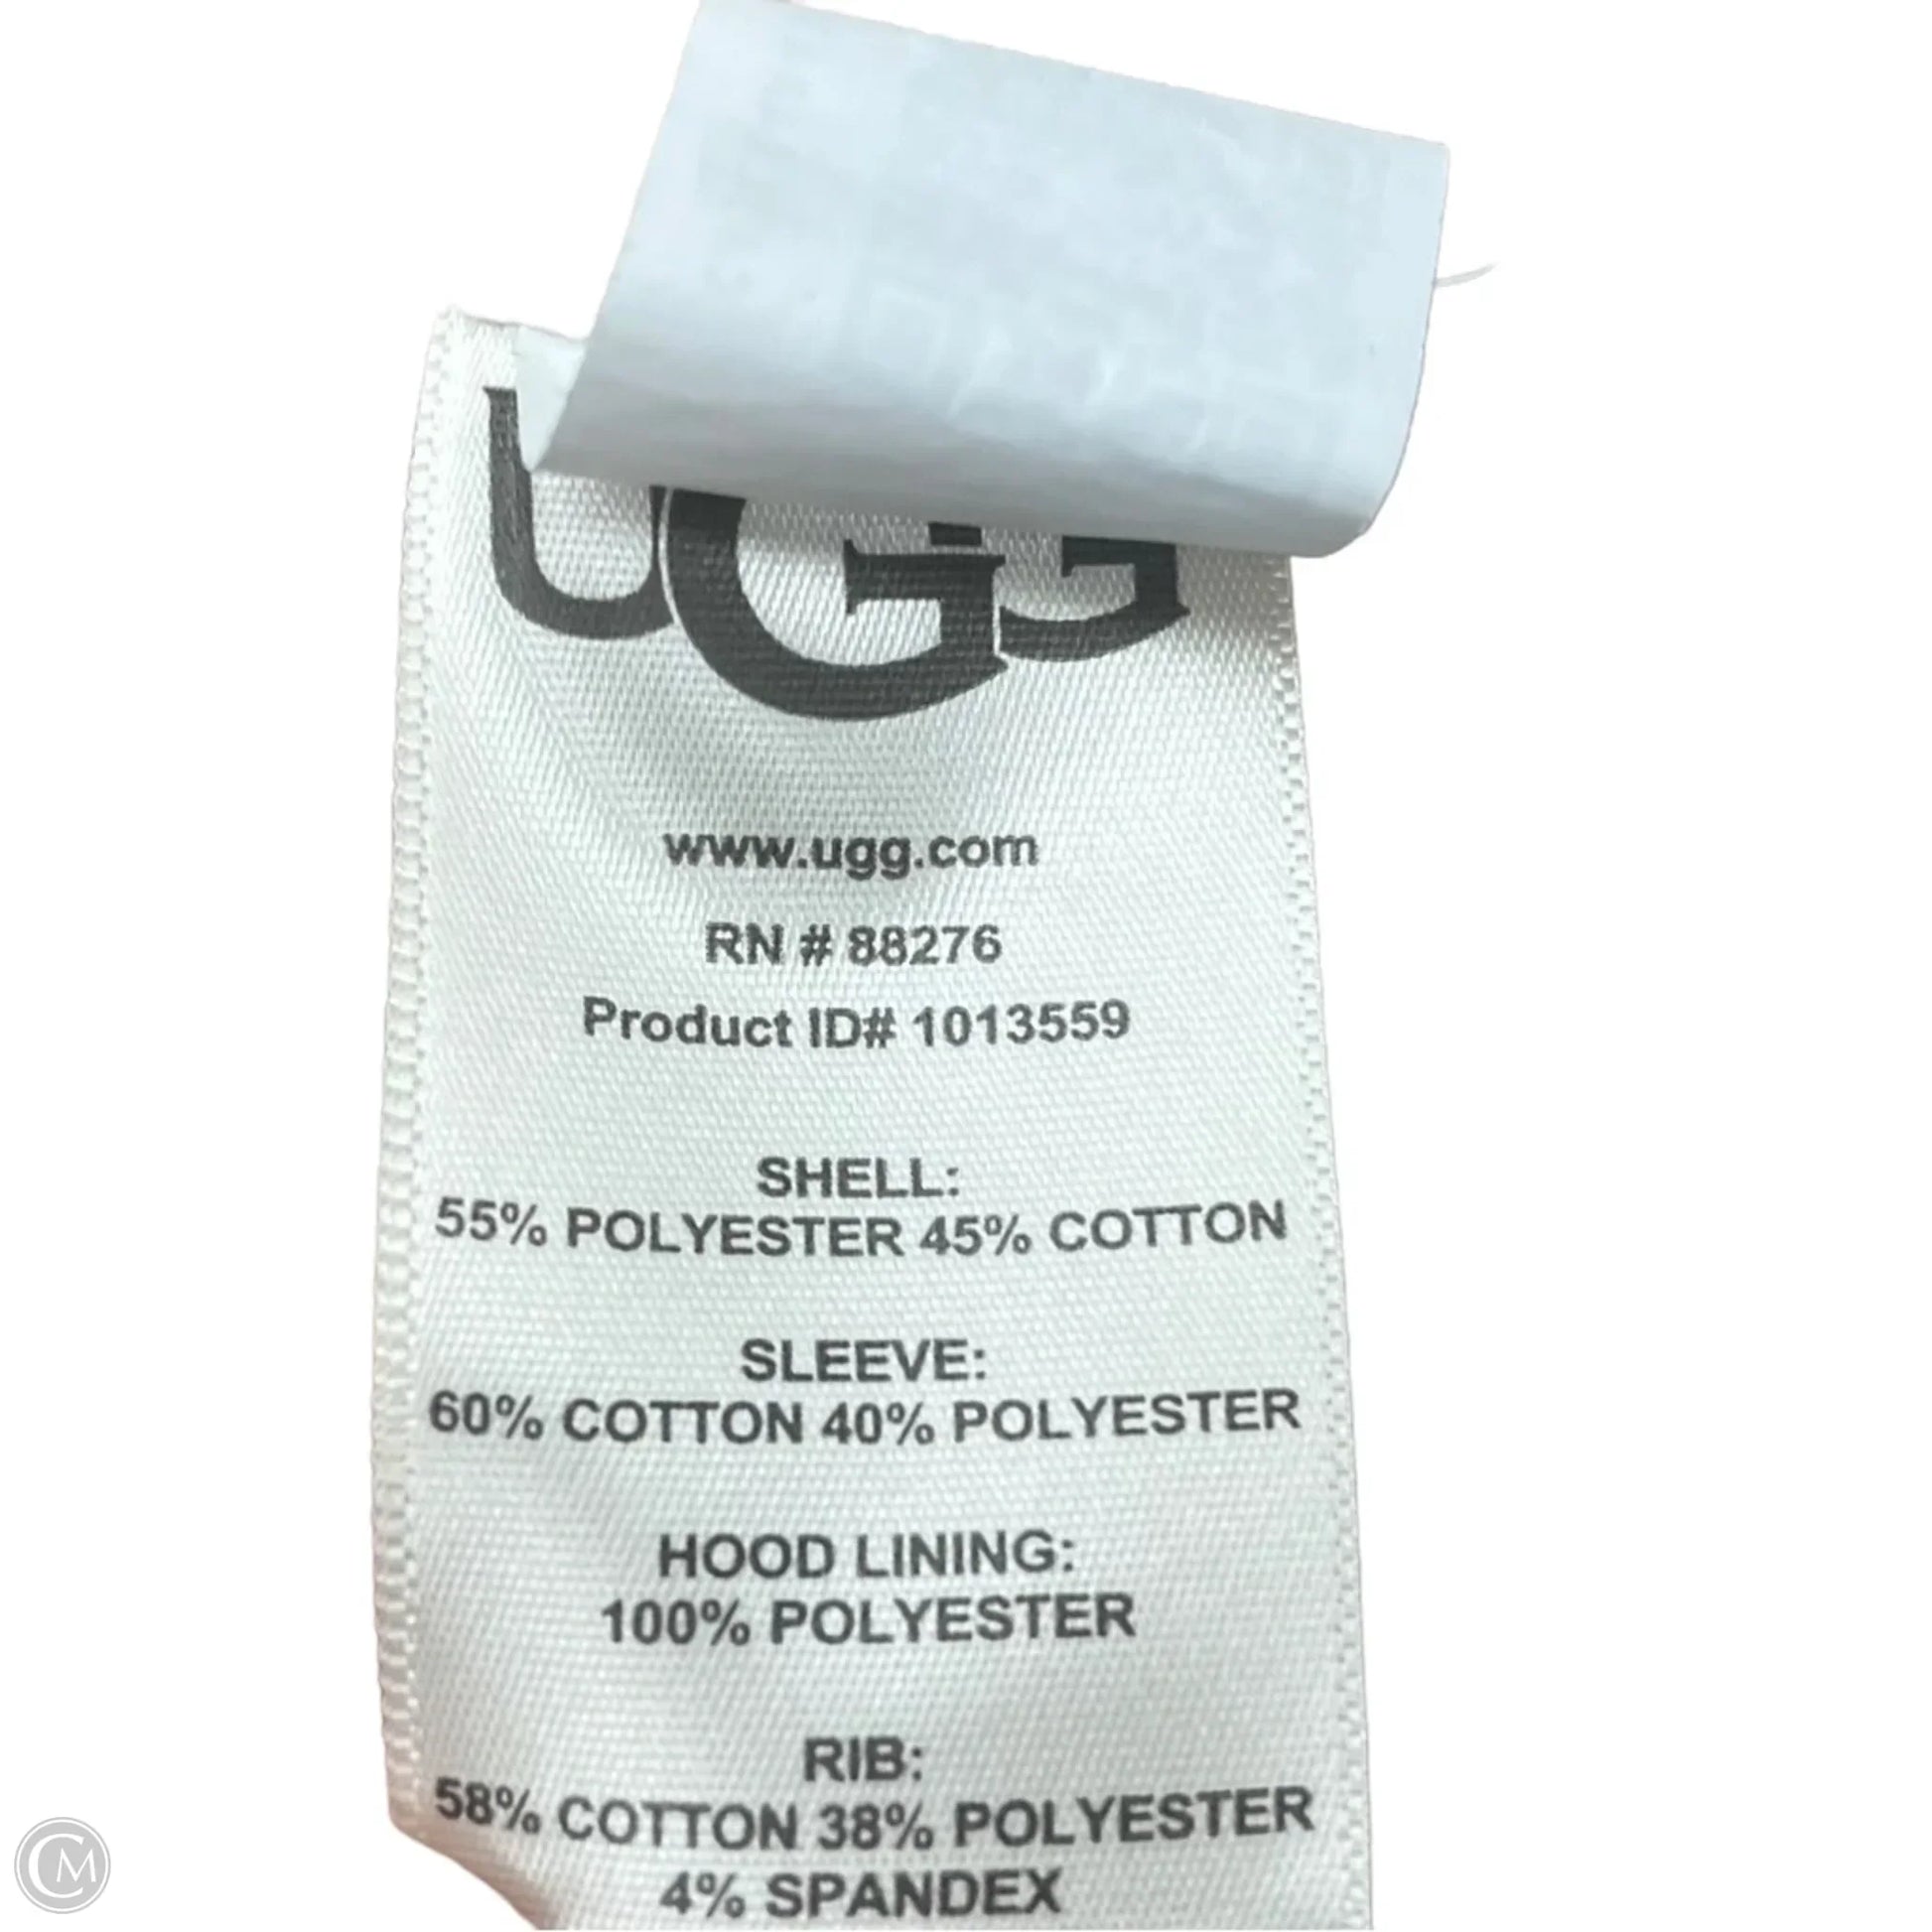 UGG
www.ugg.com
RN # 88276
Product ID# 1013559
SHELL:
55% POLYESTER 45% COTTON
SLEEVE:
60% COTTON 40% POLYESTER
HOOD LINING:
100% POLYESTER
RIB:
58% COTTON 38% POLYESTER
4% SPANDEX
CM